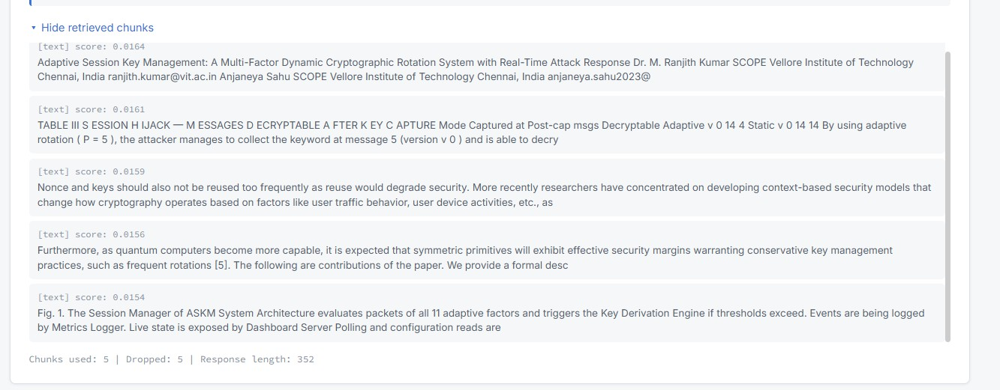 Hide retrieved chunks
[text] score: 0.0164
Adaptive Session Key Management: A Multi-Factor Dynamic Cryptographic Rotation System with Real-Time Attack Response Dr. M. Ranjith Kumar SCOPE Vellore Institute of Technology
Chennai, India ranjith.kumar@vit.ac.in Anjaneya Sahu SCOPE Vellore Institute of Technology Chennai, India anjaneya.sahu2023@
[text] score: 0.0161
TABLE III S ESSION H IJACK — M ESSAGES D ECRYPTABLE A FTER K EY C APTURE Mode Captured at Post-cap msgs Decryptable Adaptive v 0 14 4 Static v 0 14 14 By using adaptive
rotation ( P = 5 ), the attacker manages to collect the keyword at message 5 (version v 0 ) and is able to decry
[text] score: 0.0159
Nonce and keys should also not be reused too frequently as reuse would degrade security. More recently researchers have concentrated on developing context-based security models that
change how cryptography operates based on factors like user traffic behavior, user device activities, etc., as
[text] score: 0.0156
Furthermore, as quantum computers become more capable, it is expected that symmetric primitives will exhibit effective security margins warranting conservative key management
practices, such as frequent rotations [5]. The following are contributions of the paper. We provide a formal desc
[text] score: 0.0154
Fig. 1. The Session Manager of ASKM System Architecture evaluates packets of all 11 adaptive factors and triggers the Key Derivation Engine if thresholds exceed. Events are being logged
by Metrics Logger. Live state is exposed by Dashboard Server Polling and configuration reads are
Chunks used: 5 | Dropped: 5 | Response length: 352